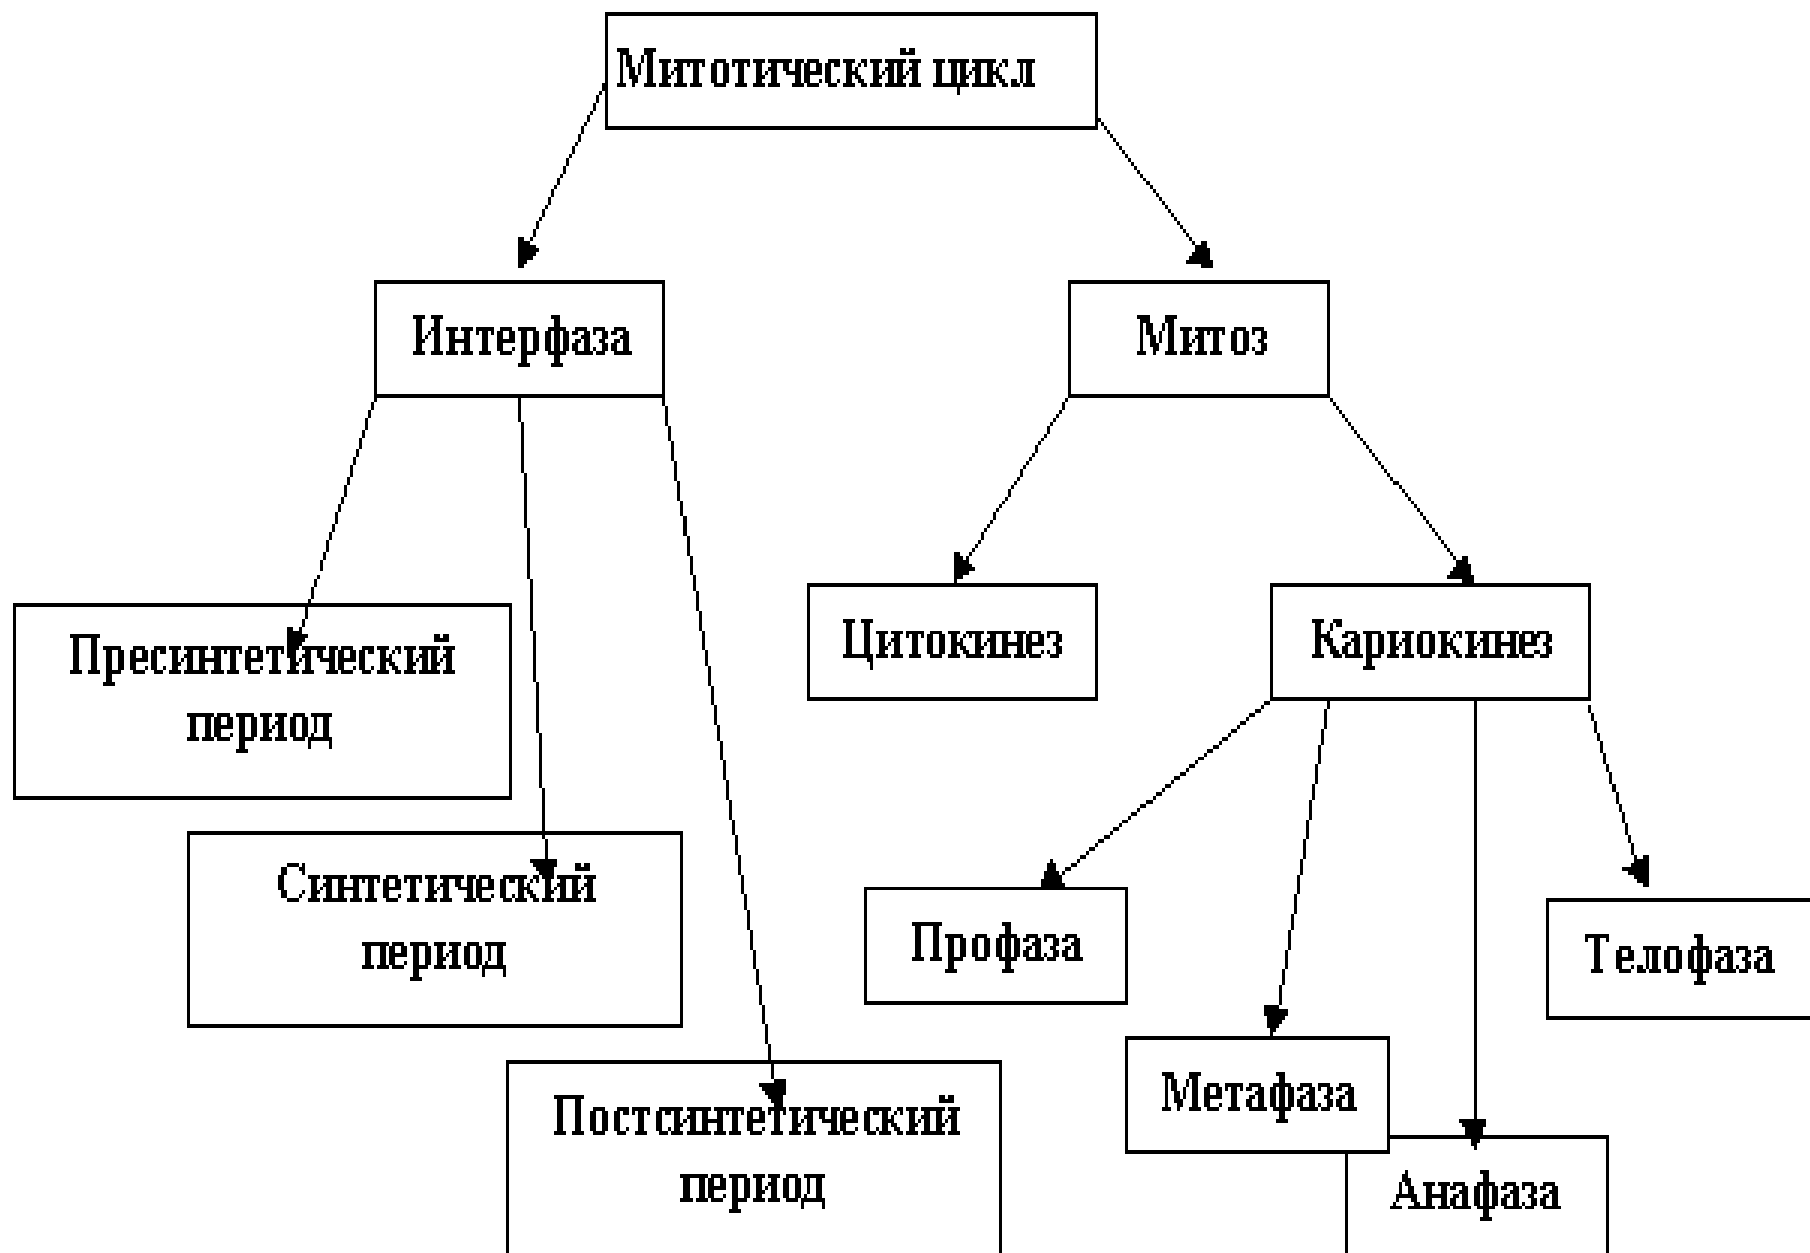 Митотический цикл
Интерфаза
Митоз
Цитокинез
Кариокинез
Пресинтетический
период
Синтетический
период
Постсинтетический
период
Профаза
Метафаза
Анафаза
Телофаза